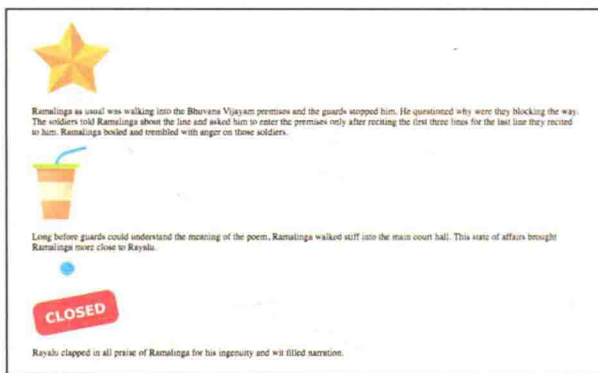 Ramalinga as usual was walking into the Bhuvana Vijayam premises and the guards stopped him. He questioned why were they blocking the way.
The soldiers told Ramalinga about the line and asked him to enter the premises only after reciting the first three lines for the last line they recited
to him. Ramalinga boiled and trembled with anger on those soldiers.
Long before guards could understand the meaning of the poem, Ramalinga walked stiff into the main court hall. This state of affairs brought
Ramalinga more close to Rayalu.
CLOSED
Rayalu clapped in all praise of Ramalinga for his ingenuity and wit filled narration.